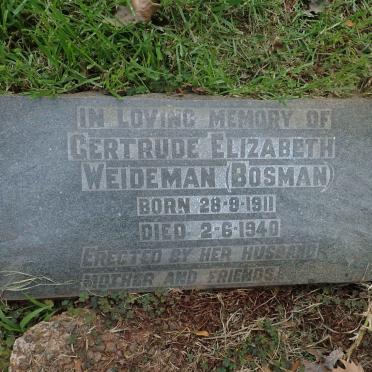 IN LOVING MEMORY OF
GERTRUDE ELIZABETH
WEIDEMAN (BOSMAN)
BORN 28-9-1911
DIED 2-6-1940
ERECTED BY HER HUSBAND
MOTHER AND FRIENDS.